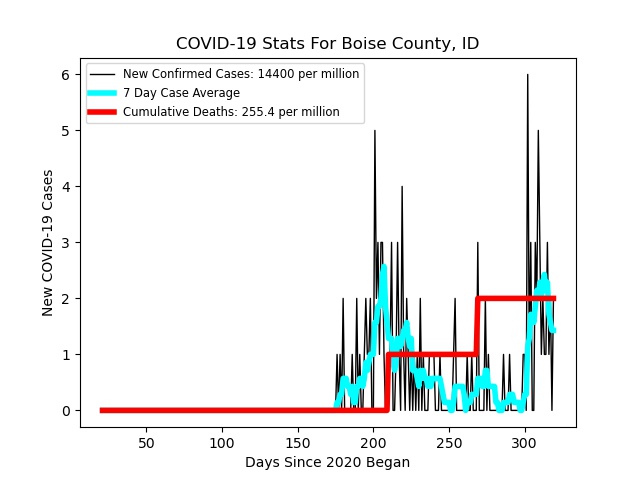 COVID-19 Stats For Boise County, ID
New Confirmed Cases: 14400 per million
7 Day Case Average
Cumulative Deaths: 255.4 per million
New COVID-19 Cases
6
5
4
3
2
1
0
50 100 150 200 250 300
Days Since 2020 Began